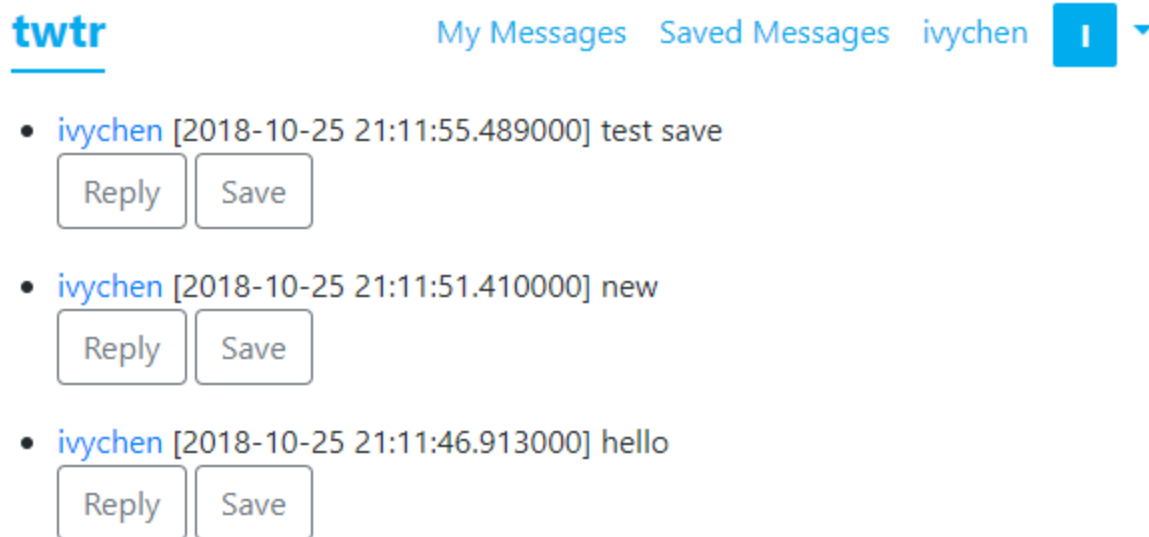 twtr My Messages Saved Messages ivychen I
ivychen [2018-10-25 21:11:55.489000] test save
Reply Save
ivychen [2018-10-25 21:11:51.410000] new
Reply Save
ivychen [2018-10-25 21:11:46.913000] hello
Reply Save